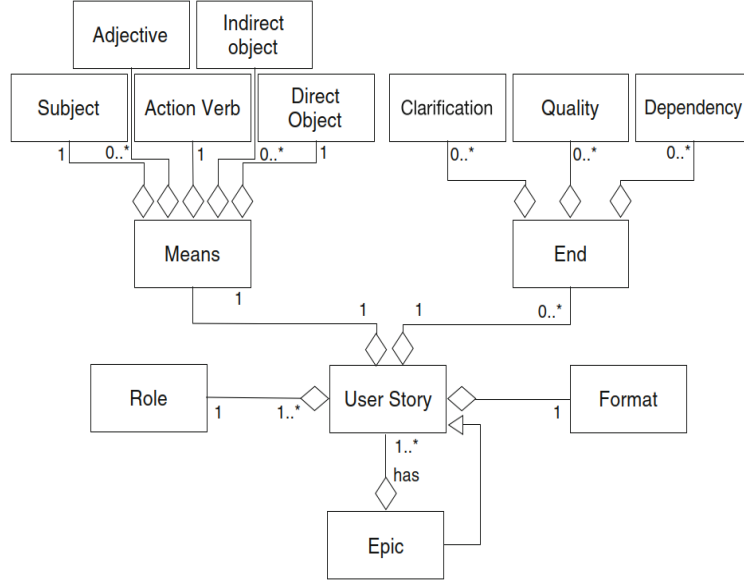 Adjective
Indirect
object
Subject
Action Verb
Direct
Object
Clarification
Quality
Dependency
1
0..*
1
0..*
1
0..*
0..*
0..*
Means
End
1
1
1
0..*
Role
User Story
Format
1
1..*
1
1..*
has
Epic